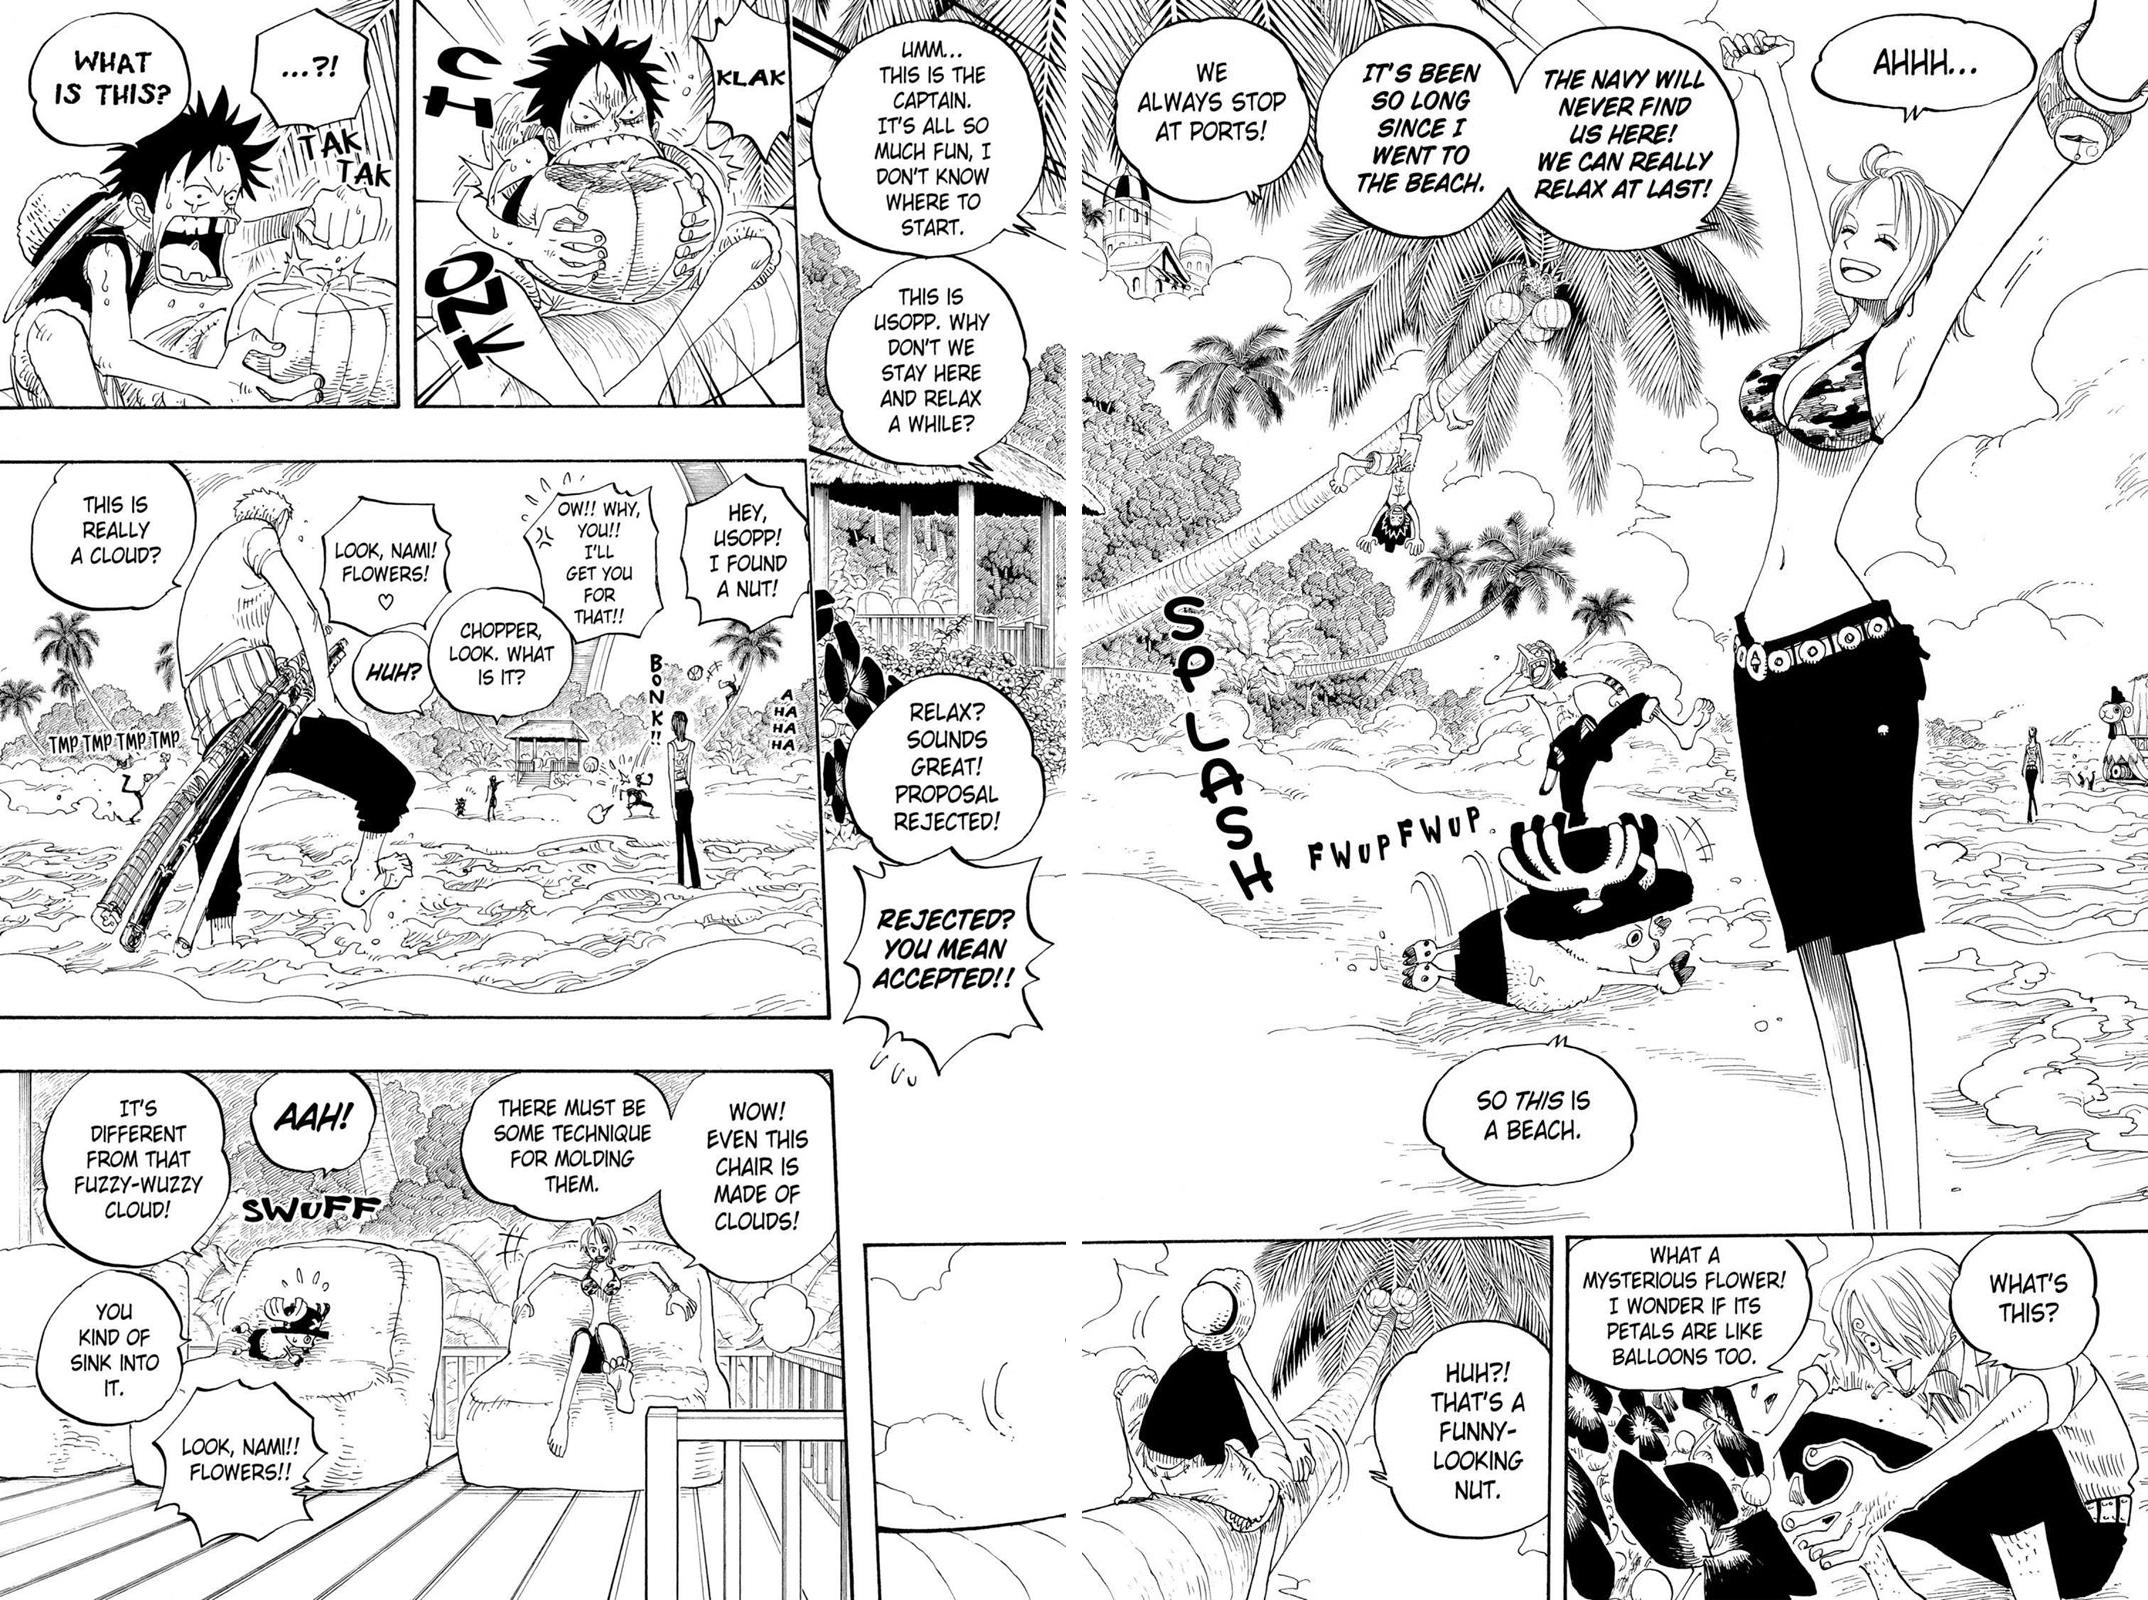 AHHH...
THE NAVY WILL
NEVER FIND
US HERE!
WE CAN REALLY
RELAX AT LAST!
IT'S BEEN
SO LONG
SINCE I
WENT TO
THE BEACH.
WE
ALWAYS STOP
AT PORTS!
SPLASH
FWUPFWUP
SO THIS IS
A BEACH.
WHAT'S
THIS?
WHAT A
MYSTERIOUS FLOWER!
I WONDER IF ITS
PETALS ARE LIKE
BALLOONS TOO.
HUH?!
THAT'S A
FUNNY-
LOOKING
NUT.
UMM...
THIS IS THE
CAPTAIN.
IT'S ALL SO
MUCH FUN, I
DON'T KNOW
WHERE TO
START.
THIS IS
USOPP. WHY
DON'T WE
STAY HERE
AND RELAX
A WHILE?
RELAX?
SOUNDS
GREAT!
PROPOSAL
REJECTED!
REJECTED?
YOU MEAN
ACCEPTED!!
KLAK
CHONK
...?!
TAK
TAK
WHAT
IS THIS?
HEY,
USOPP!
I FOUND
A NUT!
OW!! WHY,
YOU!!
I'LL
GET YOU
FOR
THAT!!
BONK!!
AHAHAHA
CHOPPER,
LOOK. WHAT
IS IT?
HUH?
LOOK, NAMI!
FLOWERS!
♡
TMP TMP TMP TMP
THIS IS
REALLY
A CLOUD?
WOW!
EVEN THIS
CHAIR IS
MADE OF
CLOUDS!
THERE MUST BE
SOME TECHNIQUE
FOR MOLDING
THEM.
AAH!
SWUFF
IT'S
DIFFERENT
FROM THAT
FUZZY-WUZZY
CLOUD!
YOU
KIND OF
SINK INTO
IT.
LOOK, NAMI!!
FLOWERS!!